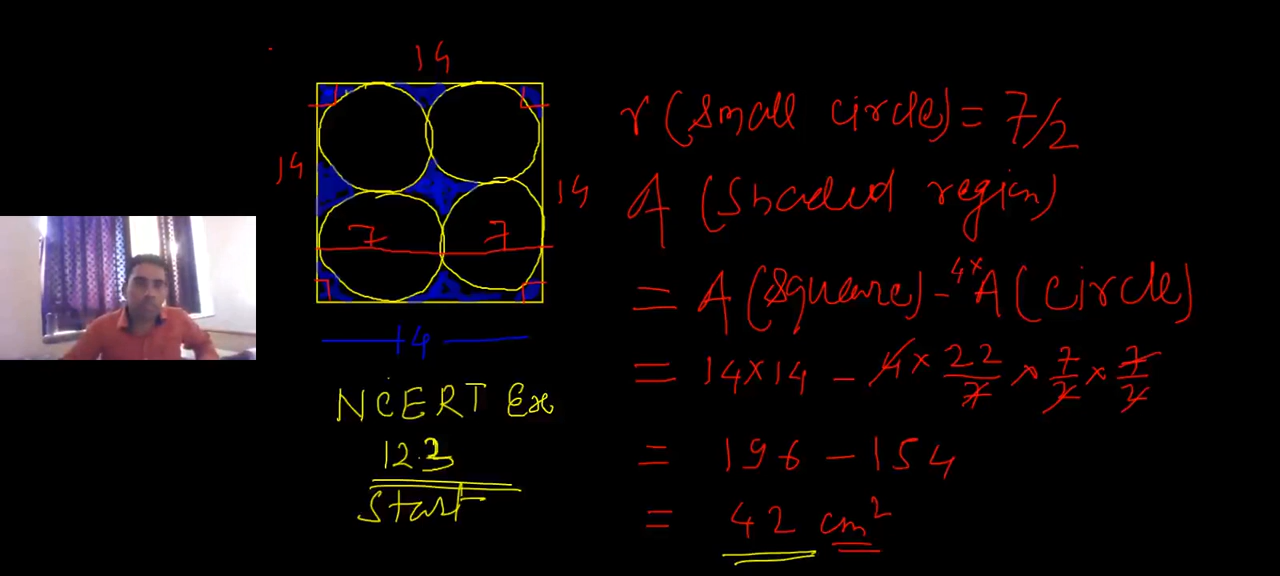 14
14
14
7 7
14
NCERT Ex
12.3
Start
r (small circle) = 7/2
A (Shaded region)
= A (square) - 4× A (circle)
= 14 × 14 - 4 × 22/7 × 7/2 × 7/2
= 196 - 154
= 42 cm²